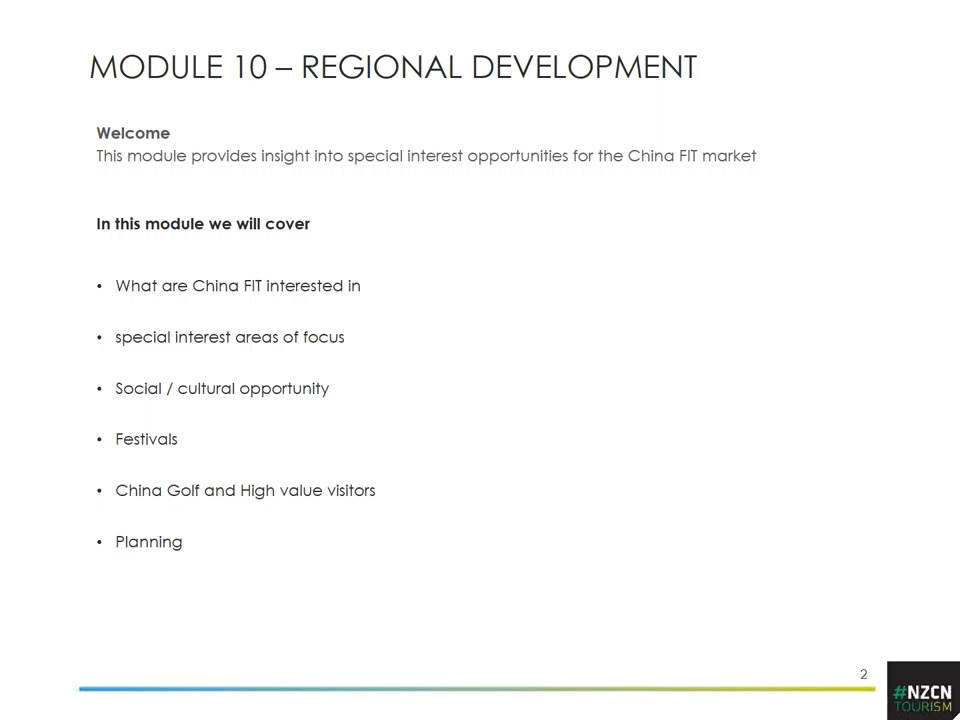 MODULE 10 – REGIONAL DEVELOPMENT
Welcome
This module provides insight into special interest opportunities for the China FIT market
In this module we will cover
• What are China FIT interested in
• special interest areas of focus
• Social / cultural opportunity
• Festivals
• China Golf and High value visitors
• Planning
2
#NZCN
TOURISM